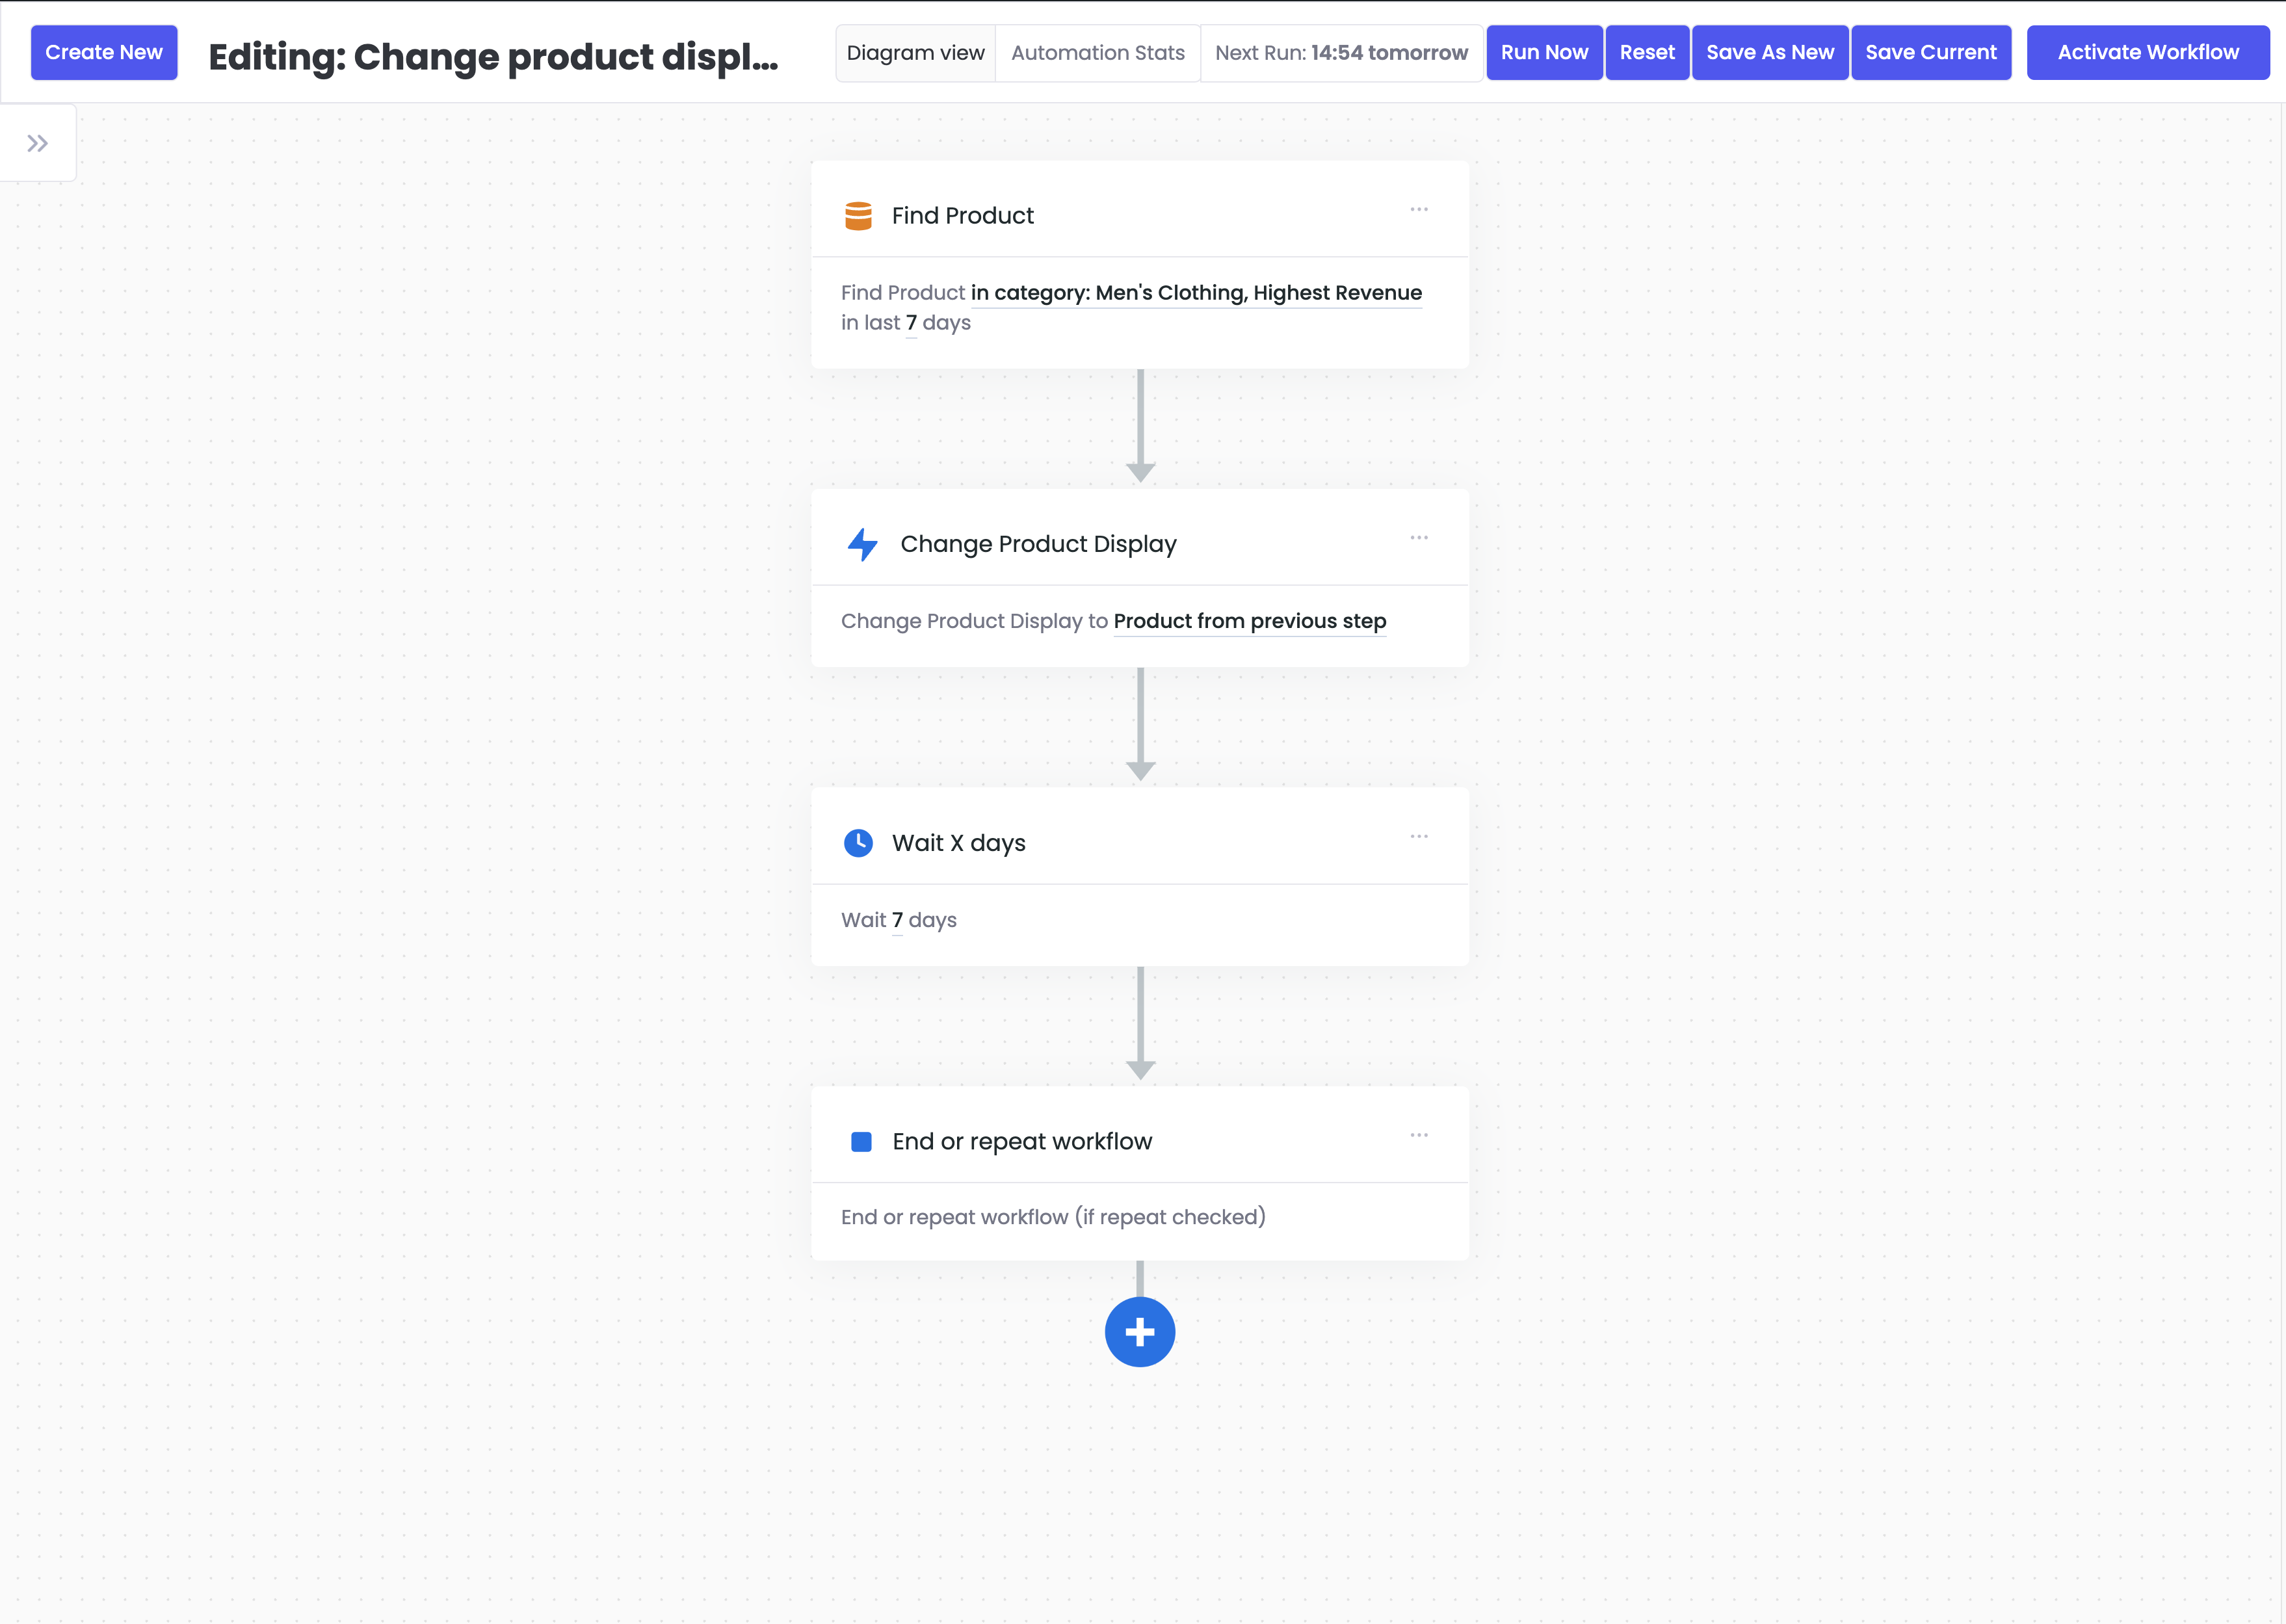 Create New
Editing: Change product displ...
Diagram view
Automation Stats
Next Run: 14:54 tomorrow
Run Now
Reset
Save As New
Save Current
Activate Workflow
Find Product
Find Product in category: Men's Clothing, Highest Revenue
in last 7 days
Change Product Display
Change Product Display to Product from previous step
Wait X days
Wait 7 days
End or repeat workflow
End or repeat workflow (if repeat checked)